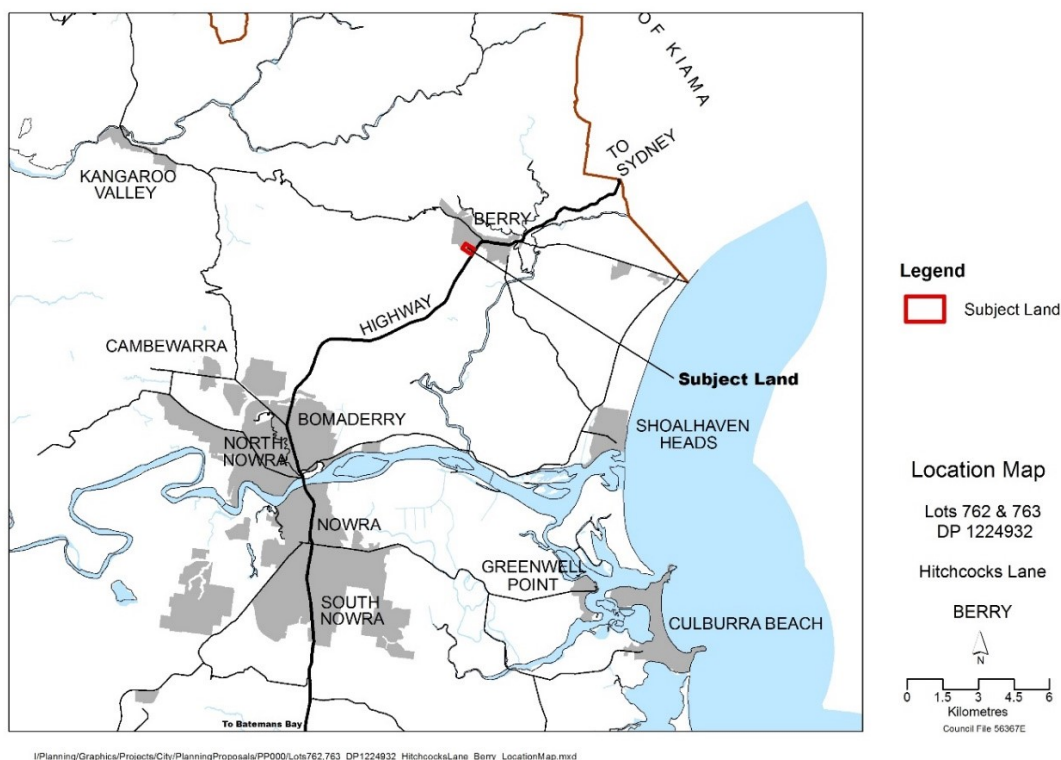 OF KIAMA
TO
SYDNEY
KANGAROO
VALLEY
BERRY
HIGHWAY
CAMBEWARRA
Subject Land
BOMADERRY
SHOALHAVEN
HEADS
NORTH
NOWRA
NOWRA
GREENWELL
POINT
SOUTH
NOWRA
CULBURRA BEACH
To Batemans Bay
Legend
Subject Land
Location Map
Lots 762 & 763
DP 1224932
Hitchcocks Lane
BERRY
N
0 1.5 3 4.5 6
Kilometres
Council File 56367E
I/Planning/Graphics/Projects/City/PlanningProposals/PP000/Lots762,763_DP1224932_HitchcocksLane_Berry_LocationMap.mxd